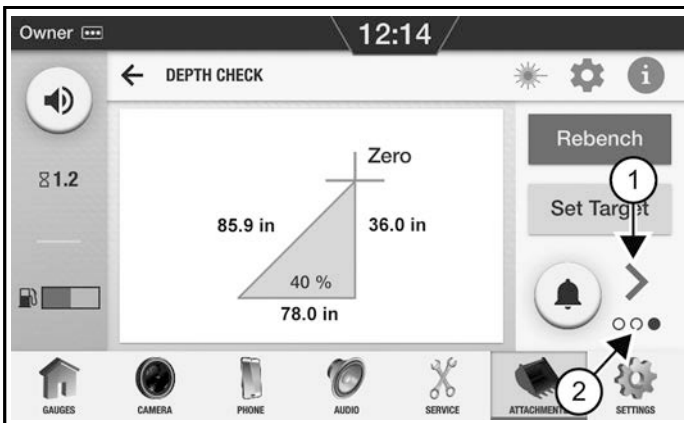 Owner
12:14
DEPTH CHECK
i
Rebench
1
Zero
1.2
Set Target
85.9 in
36.0 in
40 %
78.0 in
2
GAUGES
CAMERA
PHONE
AUDIO
SERVICE
ATTACHMENTS
SETTINGS